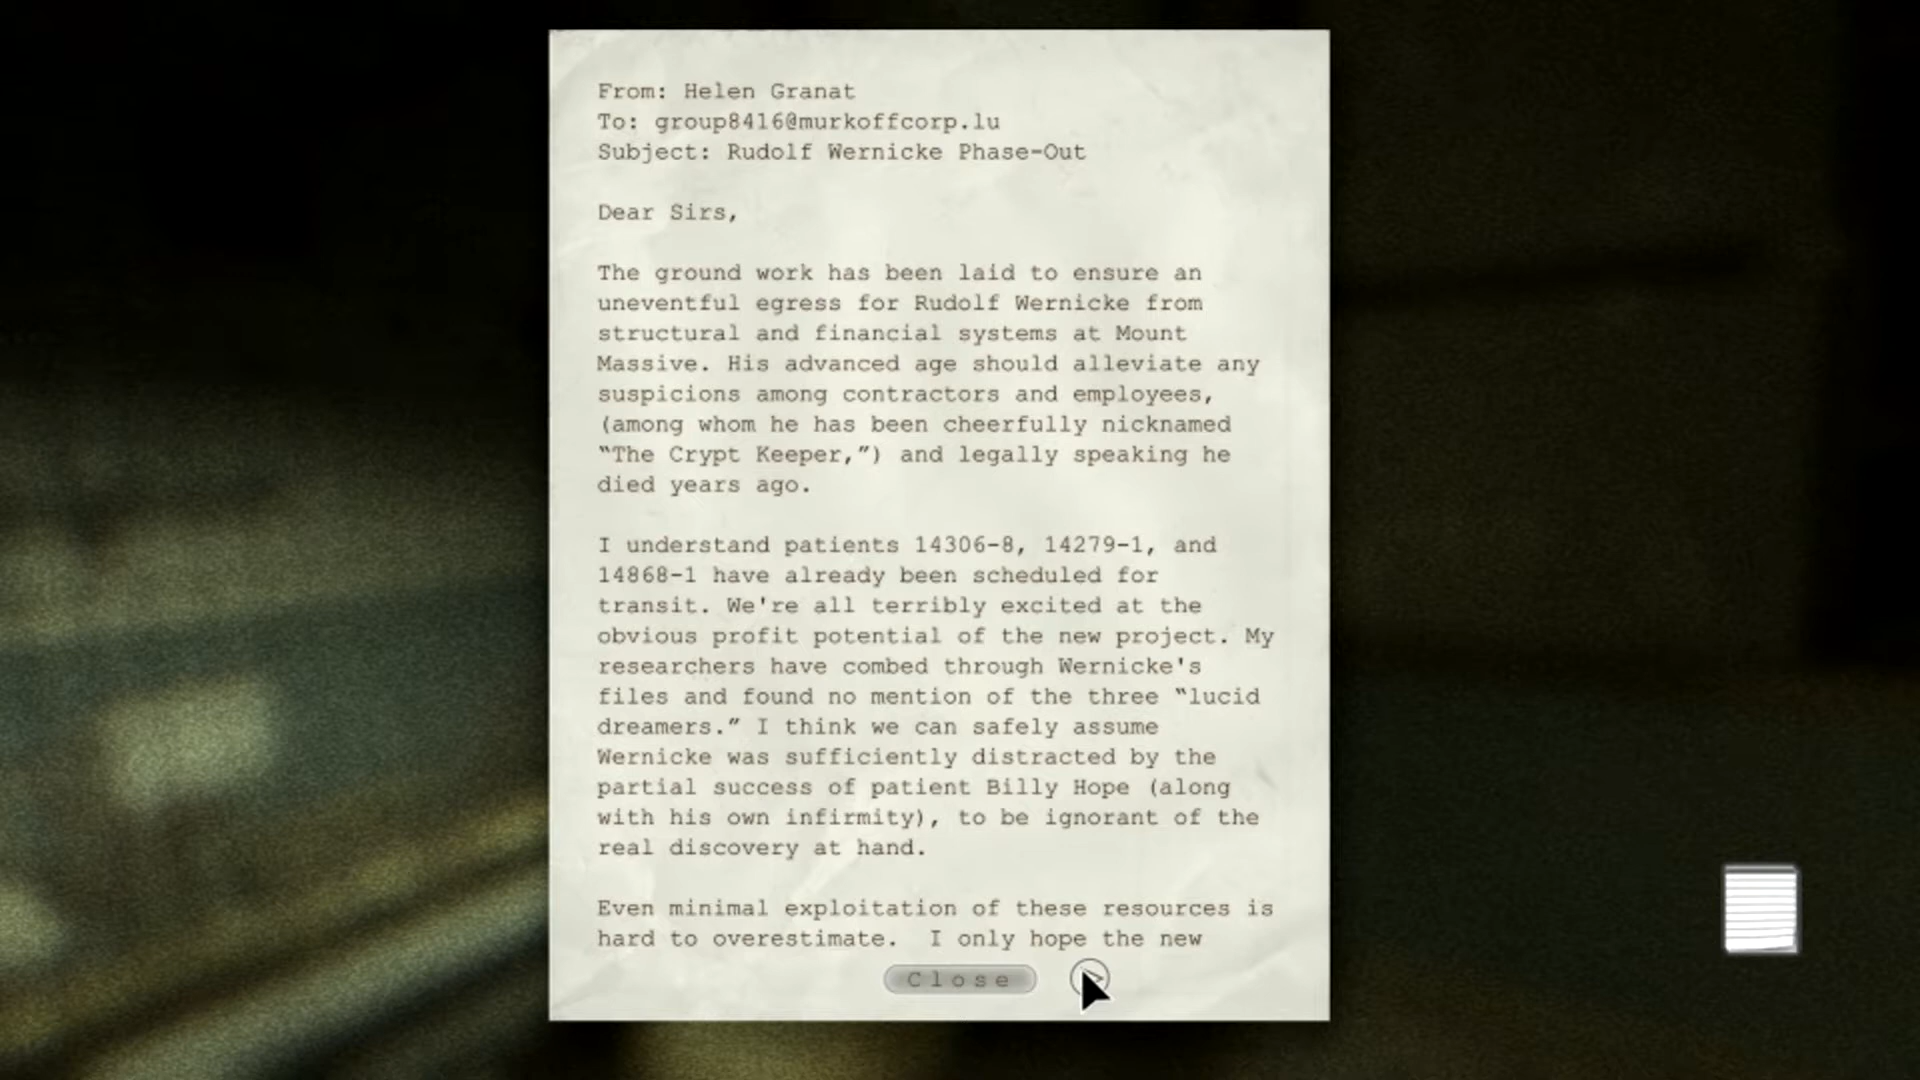 From: Helen Granat
To: group8416@murkoffcorp.lu
Subject: Rudolf Wernicke Phase-Out
Dear Sirs,
The ground work has been laid to ensure an
uneventful egress for Rudolf Wernicke from
structural and financial systems at Mount
Massive. His advanced age should alleviate any
suspicions among contractors and employees,
(among whom he has been cheerfully nicknamed
“The Crypt Keeper,”) and legally speaking he
died years ago.
I understand patients 14306-8, 14279-1, and
14868-1 have already been scheduled for
transit. We're all terribly excited at the
obvious profit potential of the new project. My
researchers have combed through Wernicke's
files and found no mention of the three “lucid
dreamers.” I think we can safely assume
Wernicke was sufficiently distracted by the
partial success of patient Billy Hope (along
with his own infirmity), to be ignorant of the
real discovery at hand.
Even minimal exploitation of these resources is
hard to overestimate.  I only hope the new
Close